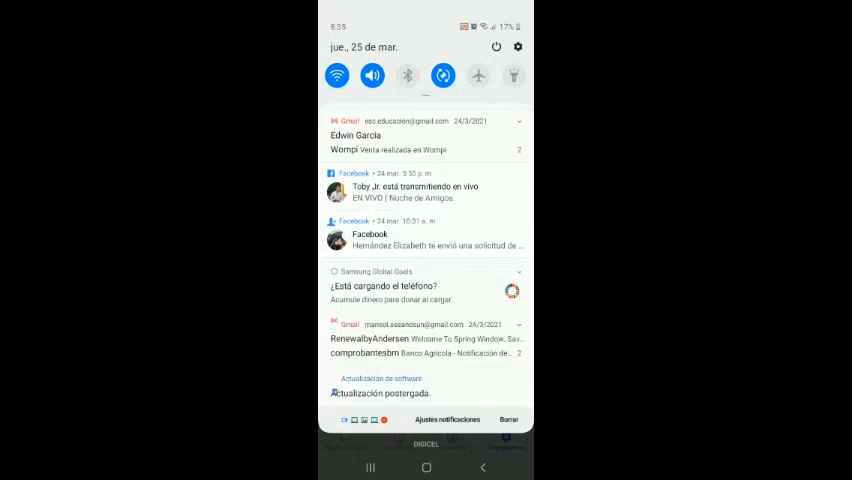 8:35
17%
jue., 25 de mar.
Gmail esc.educacion@gmail.com 24/3/2021
Edwin Garcia
Wompi Venta realizada en Wompi 2
Facebook • 24 mar. 5:55 p. m.
Toby Jr. está transmitiendo en vivo
EN VIVO | Noche de Amigos.
Facebook • 24 mar. 10:31 a. m.
Facebook
Hernández Elizabeth te envió una solicitud de ...
Samsung Global Goals
¿Está cargando el teléfono?
Acumule dinero para donar al cargar.
Gmail marisol.seaandsun@gmail.com 24/3/2021
RenewalbyAndersen Welcome To Spring Window...Sav...
comprobantesbm Banco Agrícola - Notificación de... 2
Actualización de software
Actualización postergada.
Ajustes notificaciones Borrar
DIGICEL